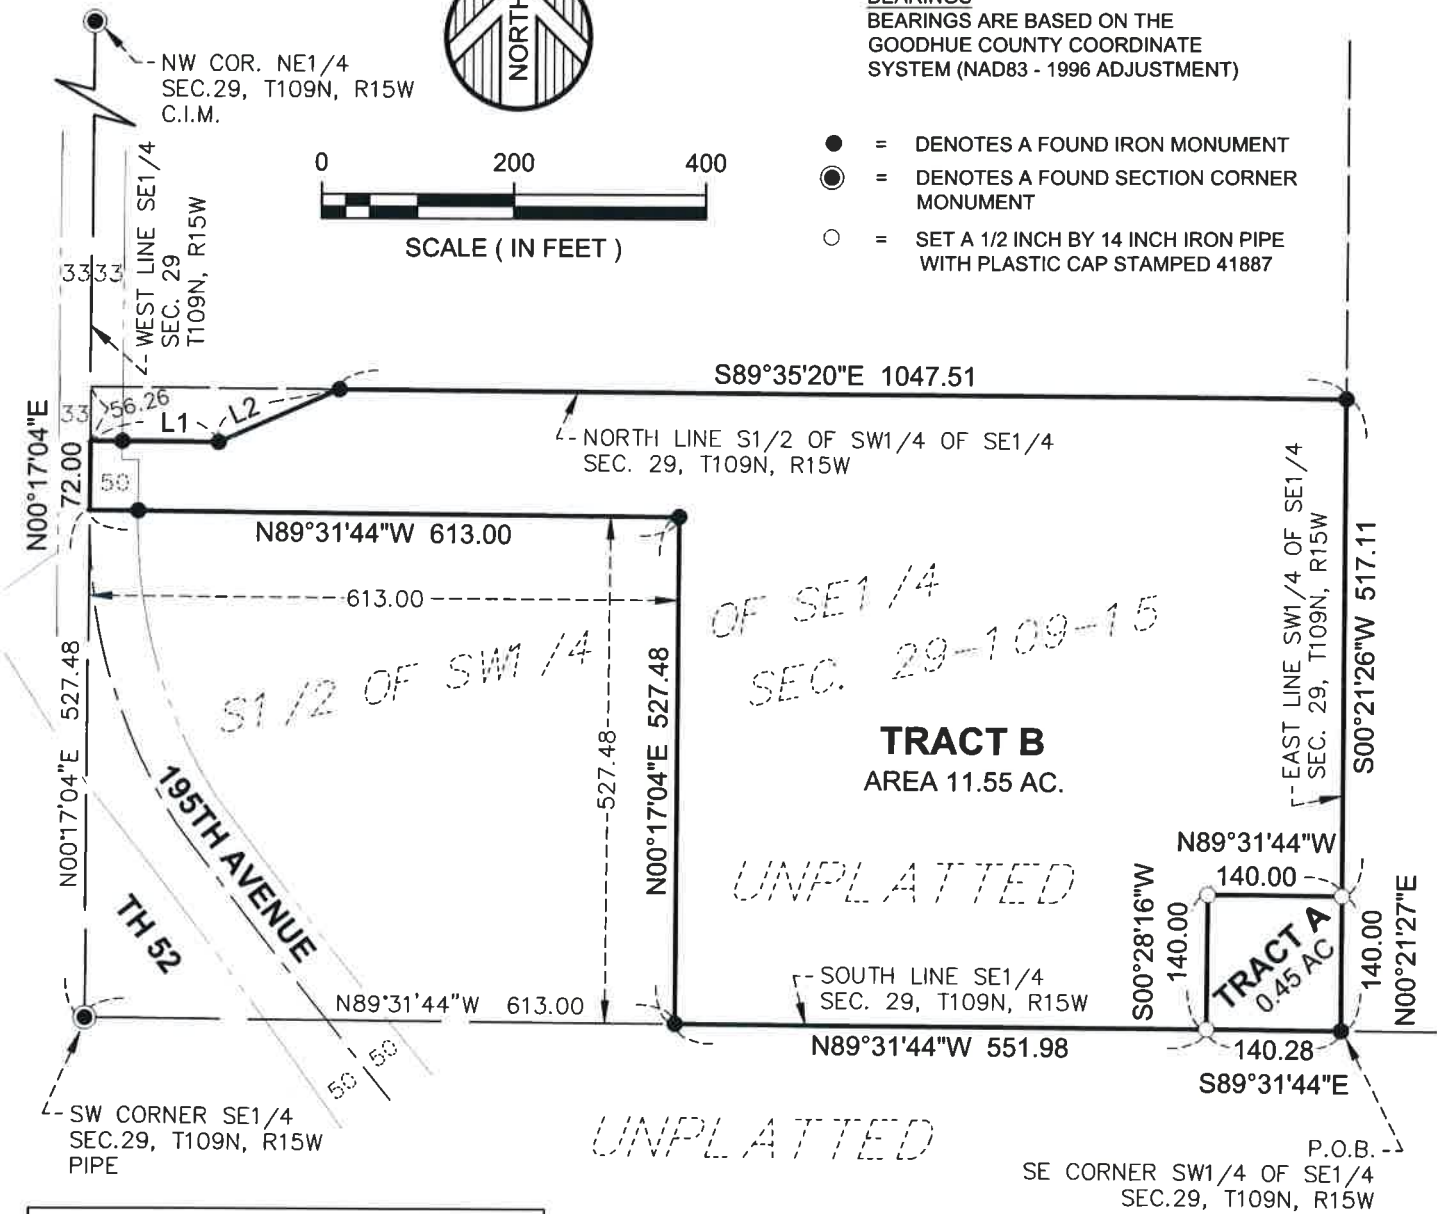 BEARINGS
BEARINGS ARE BASED ON THE
GOODHUE COUNTY COORDINATE
SYSTEM (NAD83 - 1996 ADJUSTMENT)
NORTH
NW COR. NE1/4
SEC.29, T109N, R15W
C.I.M.
0 200 400
SCALE ( IN FEET )
● = DENOTES A FOUND IRON MONUMENT
◉ = DENOTES A FOUND SECTION CORNER
MONUMENT
○ = SET A 1/2 INCH BY 14 INCH IRON PIPE
WITH PLASTIC CAP STAMPED 41887
WEST LINE SE1/4
SEC. 29
T109N, R15W
33 33
S89°35'20"E 1047.51
33
56.26
L1
L2
NORTH LINE S1/2 OF SW1/4 OF SE1/4
SEC. 29, T109N, R15W
N00°17'04"E
72.00
50
N89°31'44"W 613.00
613.00
EAST LINE SW1/4 OF SE1/4
SEC. 29, T109N, R15W
S00°21'26"W 517.11
S1/2 OF SW1/4
OF SE1/4
SEC. 29-109-15
N00°17'04"E 527.48
527.48
N00°17'04"E 527.48
TRACT B
AREA 11.55 AC.
195TH AVENUE
TH 52
UNPLATTED
N89°31'44"W
140.00
S00°28'16"W
140.00
TRACT A
0.45 AC
140.00
N00°21'27"E
N89°31'44"W 613.00
SOUTH LINE SE1/4
SEC. 29, T109N, R15W
N89°31'44"W 551.98
140.28
S89°31'44"E
50 50
SW CORNER SE1/4
SEC.29, T109N, R15W
PIPE
UNPLATTED
P.O.B.
SE CORNER SW1/4 OF SE1/4
SEC.29, T109N, R15W